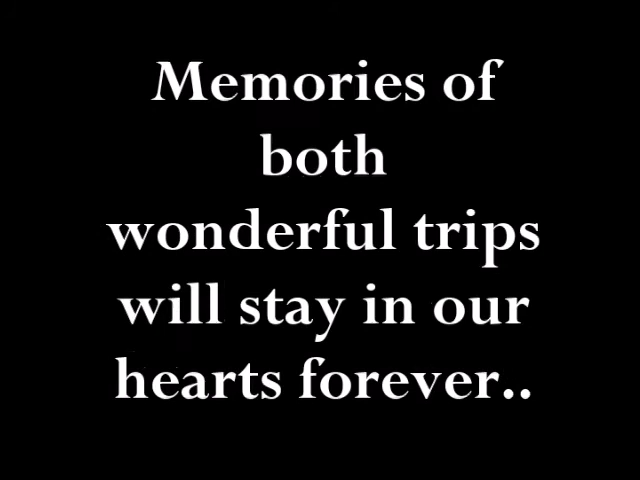 Memories of
both
wonderful trips
will stay in our
hearts forever..